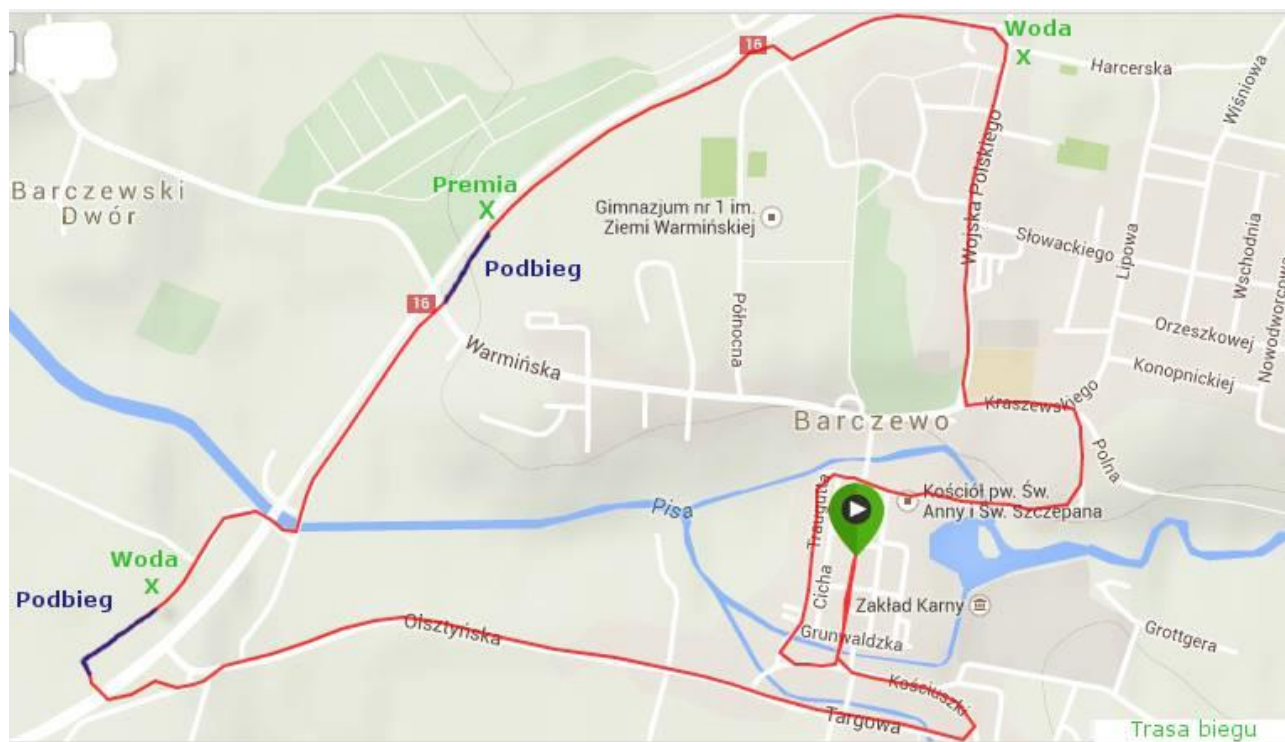 Woda
X
16
Harcerska
Wiśniowa
Barczewski
Dwór
Premia
X
Gimnazjum nr 1 im.
Ziemi Warmińskiej
Wojska Polskiego
Słowackiego
Lipowa
Wschodnia
Nowodworcowa
Podbieg
16
Północna
Orzeszkowej
Warmińska
Konopnickiej
Kraszewskiego
Barczewo
Polna
Pisa
Traugutta
Kościół pw. Św.
Anny i Św. Szczepana
Woda
X
Podbieg
Cicha
Zakład Karny
Olsztyńska
Grunwaldzka
Grottgera
Kościuszki
Targowa
Trasa biegu